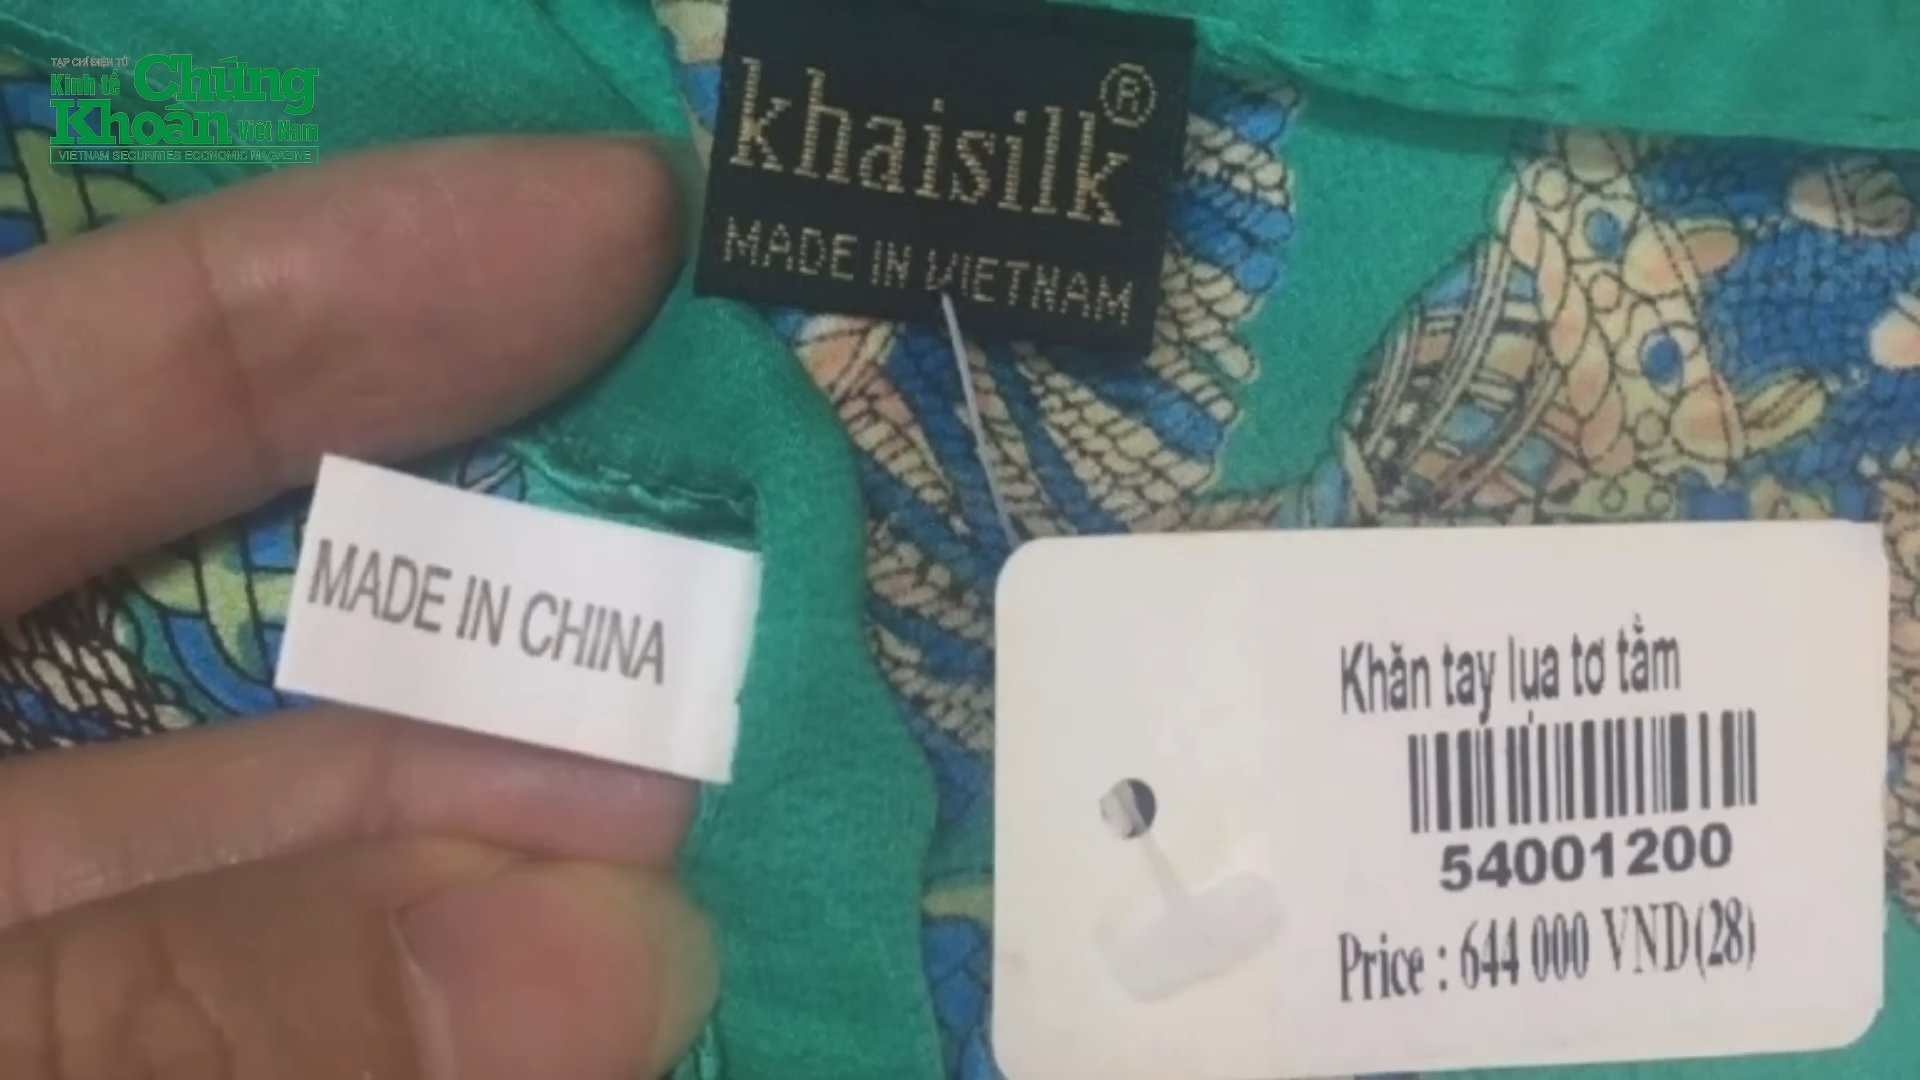 TẠP CHÍ ĐIỆN TỬ
Kinh tế Chứng
Khoán Việt Nam
VIETNAM SECURITIES ECONOMIC MAGAZINE
khaisilk®
MADE IN VIETNAM
MADE IN CHINA
Khăn tay lụa tơ tằm
54001200
Price : 644 000 VND(28)